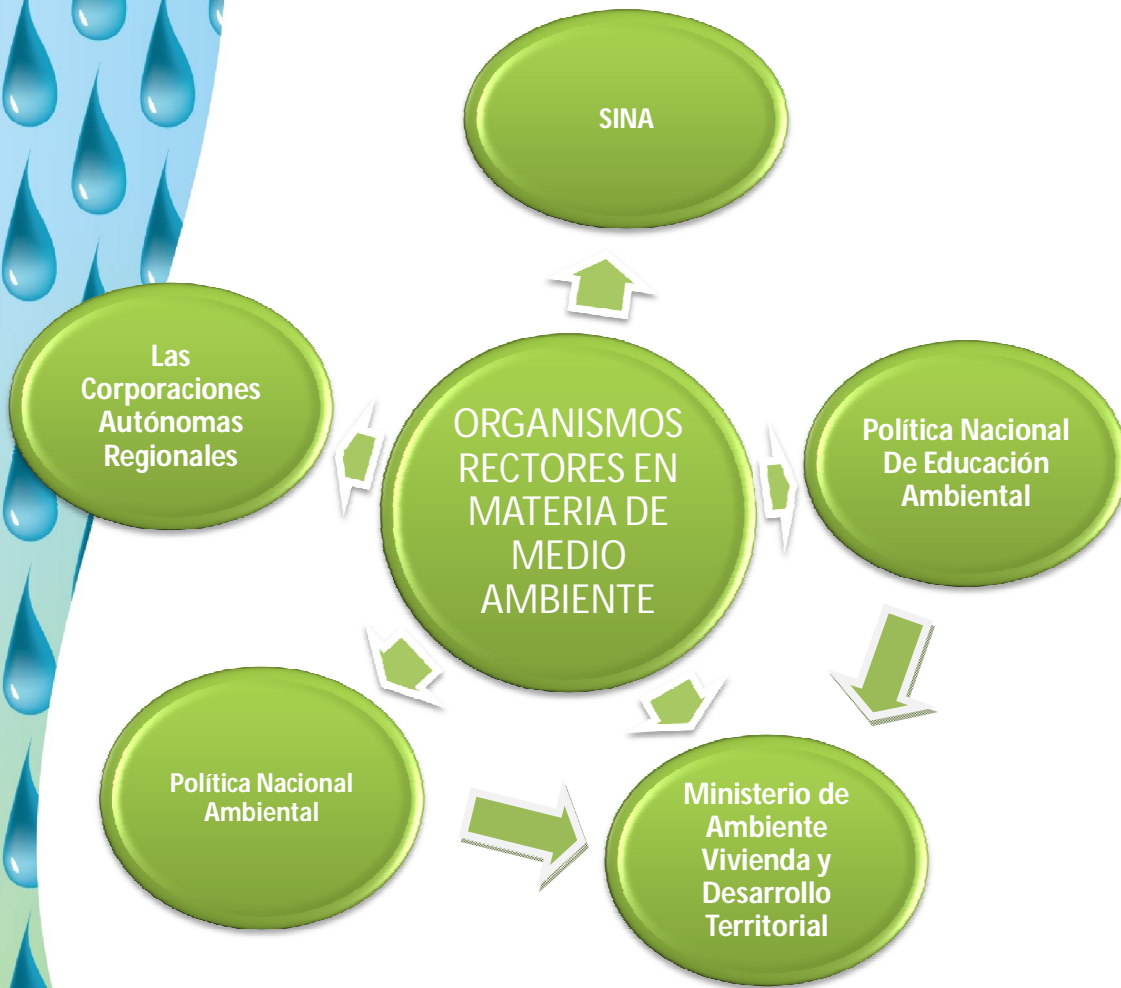 SINA
Las
Corporaciones
Autónomas
Regionales
ORGANISMOS
RECTORES EN
MATERIA DE
MEDIO
AMBIENTE
Política Nacional
De Educación
Ambiental
Política Nacional
Ambiental
Ministerio de
Ambiente
Vivienda y
Desarrollo
Territorial